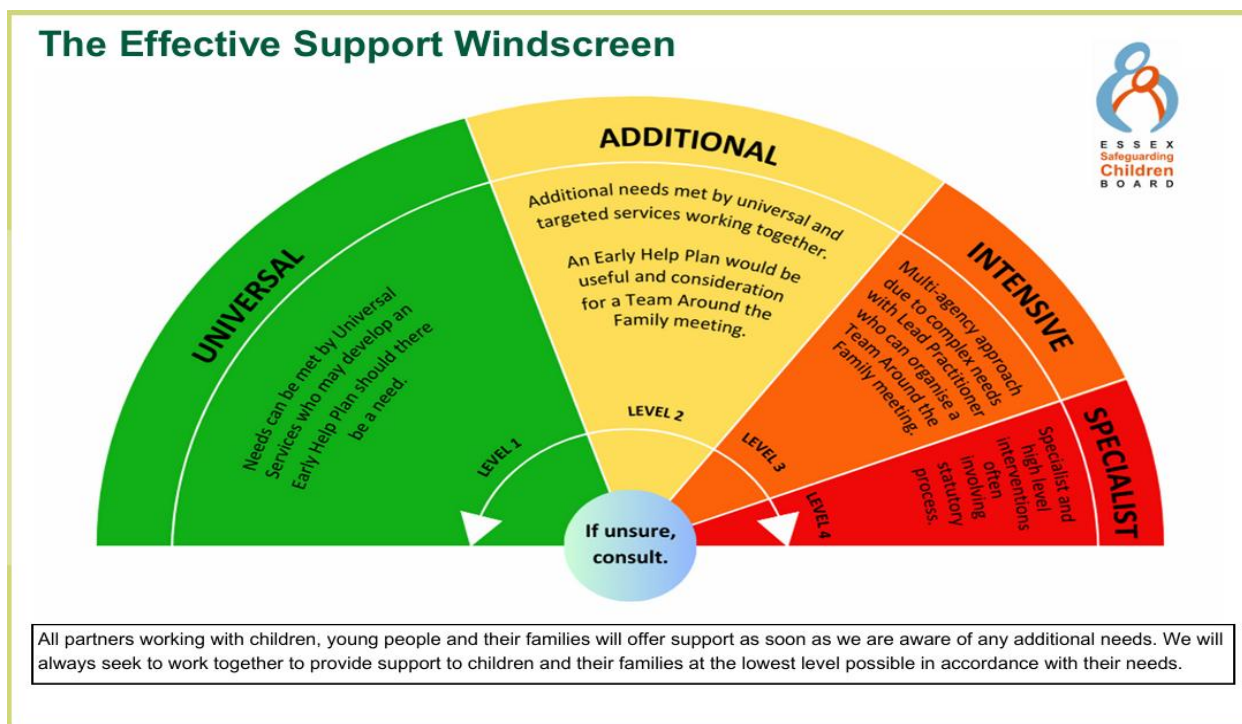 The Effective Support Windscreen
ESSEX
Safeguarding
Children
BOARD
UNIVERSAL
Needs can be met by Universal
Services who may develop an
Early Help Plan should there
be a need.
LEVEL 1
ADDITIONAL
Additional needs met by universal and
targeted services working together.
An Early Help Plan would be
useful and consideration
for a Team Around the
Family meeting.
LEVEL 2
INTENSIVE
Multi-agency approach
due to complex needs
with Lead Practitioner
who can organise a
Team Around the
Family meeting.
LEVEL 3
SPECIALIST
Specialist and
high level
interventions
often
involving
statutory
process.
LEVEL 4
If unsure,
consult.
All partners working with children, young people and their families will offer support as soon as we are aware of any additional needs. We will
always seek to work together to provide support to children and their families at the lowest level possible in accordance with their needs.